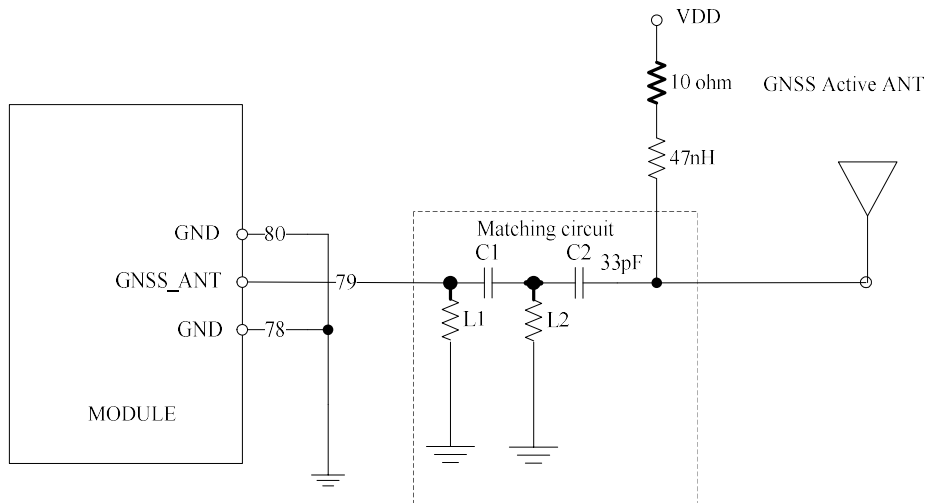 VDD
10 ohm
GNSS Active ANT
47nH
Matching circuit
C1
C2
33pF
GND
80
GNSS_ANT
79
GND
78
L1
L2
MODULE